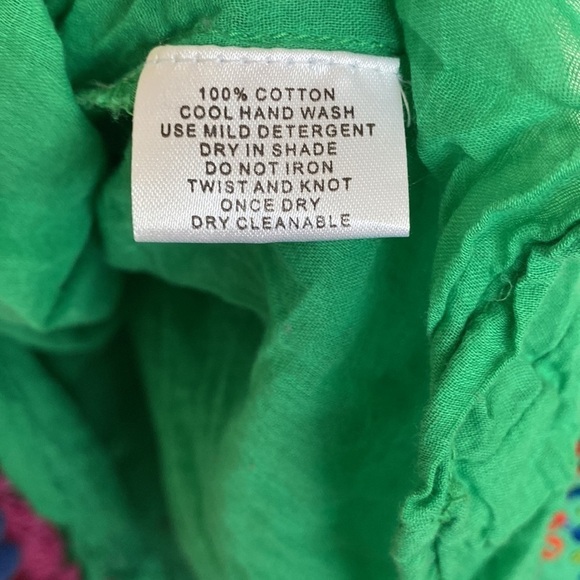 100% COTTON
COOL HAND WASH
USE MILD DETERGENT
DRY IN SHADE
DO NOT IRON
TWIST AND KNOT
ONCE DRY
DRY CLEANABLE